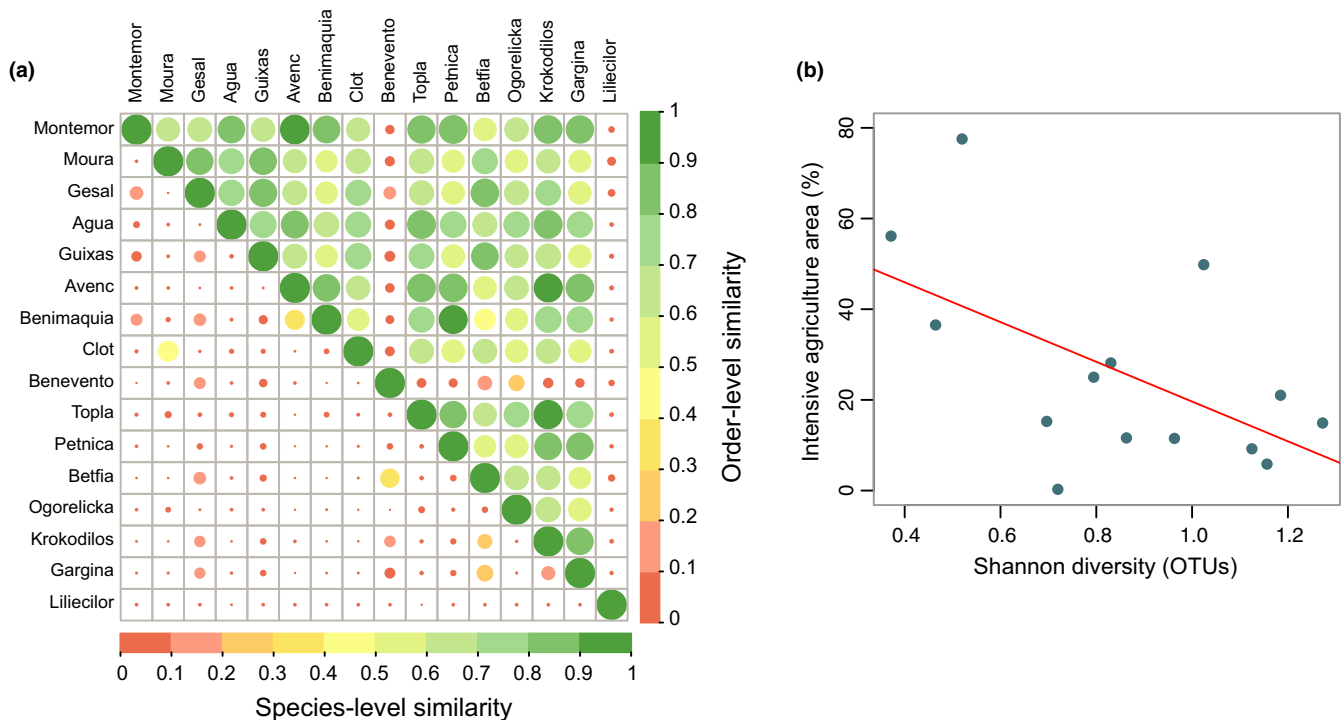 (a)
Montemor
Moura
Gesal
Agua
Guixas
Avenc
Benimaquia
Clot
Benevento
Topla
Petnica
Betfia
Ogorelicka
Krokodilos
Gargina
Liliecilor
Montemor
Moura
Gesal
Agua
Guixas
Avenc
Benimaquia
Clot
Benevento
Topla
Petnica
Betfia
Ogorelicka
Krokodilos
Gargina
Liliecilor
1
0.9
0.8
0.7
0.6
0.5
0.4
0.3
0.2
0.1
0
Order-level similarity
0 0.1 0.2 0.3 0.4 0.5 0.6 0.7 0.8 0.9 1
Species-level similarity
(b)
Intensive agriculture area (%)
80
60
40
20
0
0.4 0.6 0.8 1.0 1.2
Shannon diversity (OTUs)